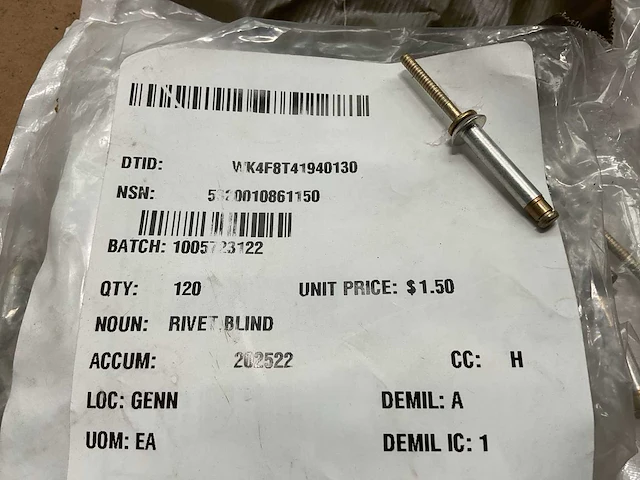 DTID: WK4F8T41940130
NSN: 5320010861150
BATCH: 1005723122
QTY: 120 UNIT PRICE: $1.50
NOUN: RIVET,BLIND
ACCUM: 202522 CC: H
LOC: GENN DEMIL: A
UOM: EA DEMIL IC: 1